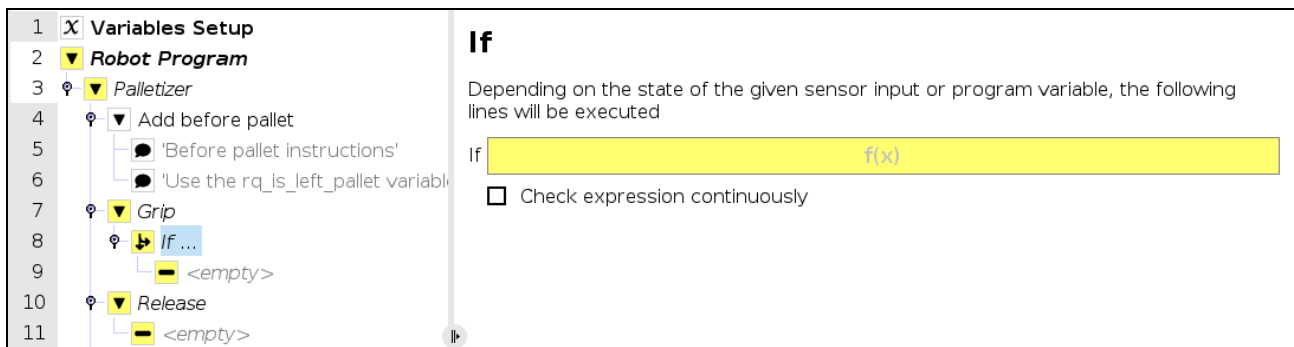 1 X Variables Setup
2 Robot Program
3 Palletizer
4 Add before pallet
5 'Before pallet instructions'
6 'Use the rq_is_left_pallet variabl
7 Grip
8 If ...
9 <empty>
10 Release
11 <empty>
If
Depending on the state of the given sensor input or program variable, the following
lines will be executed
If f(x)
Check expression continuously